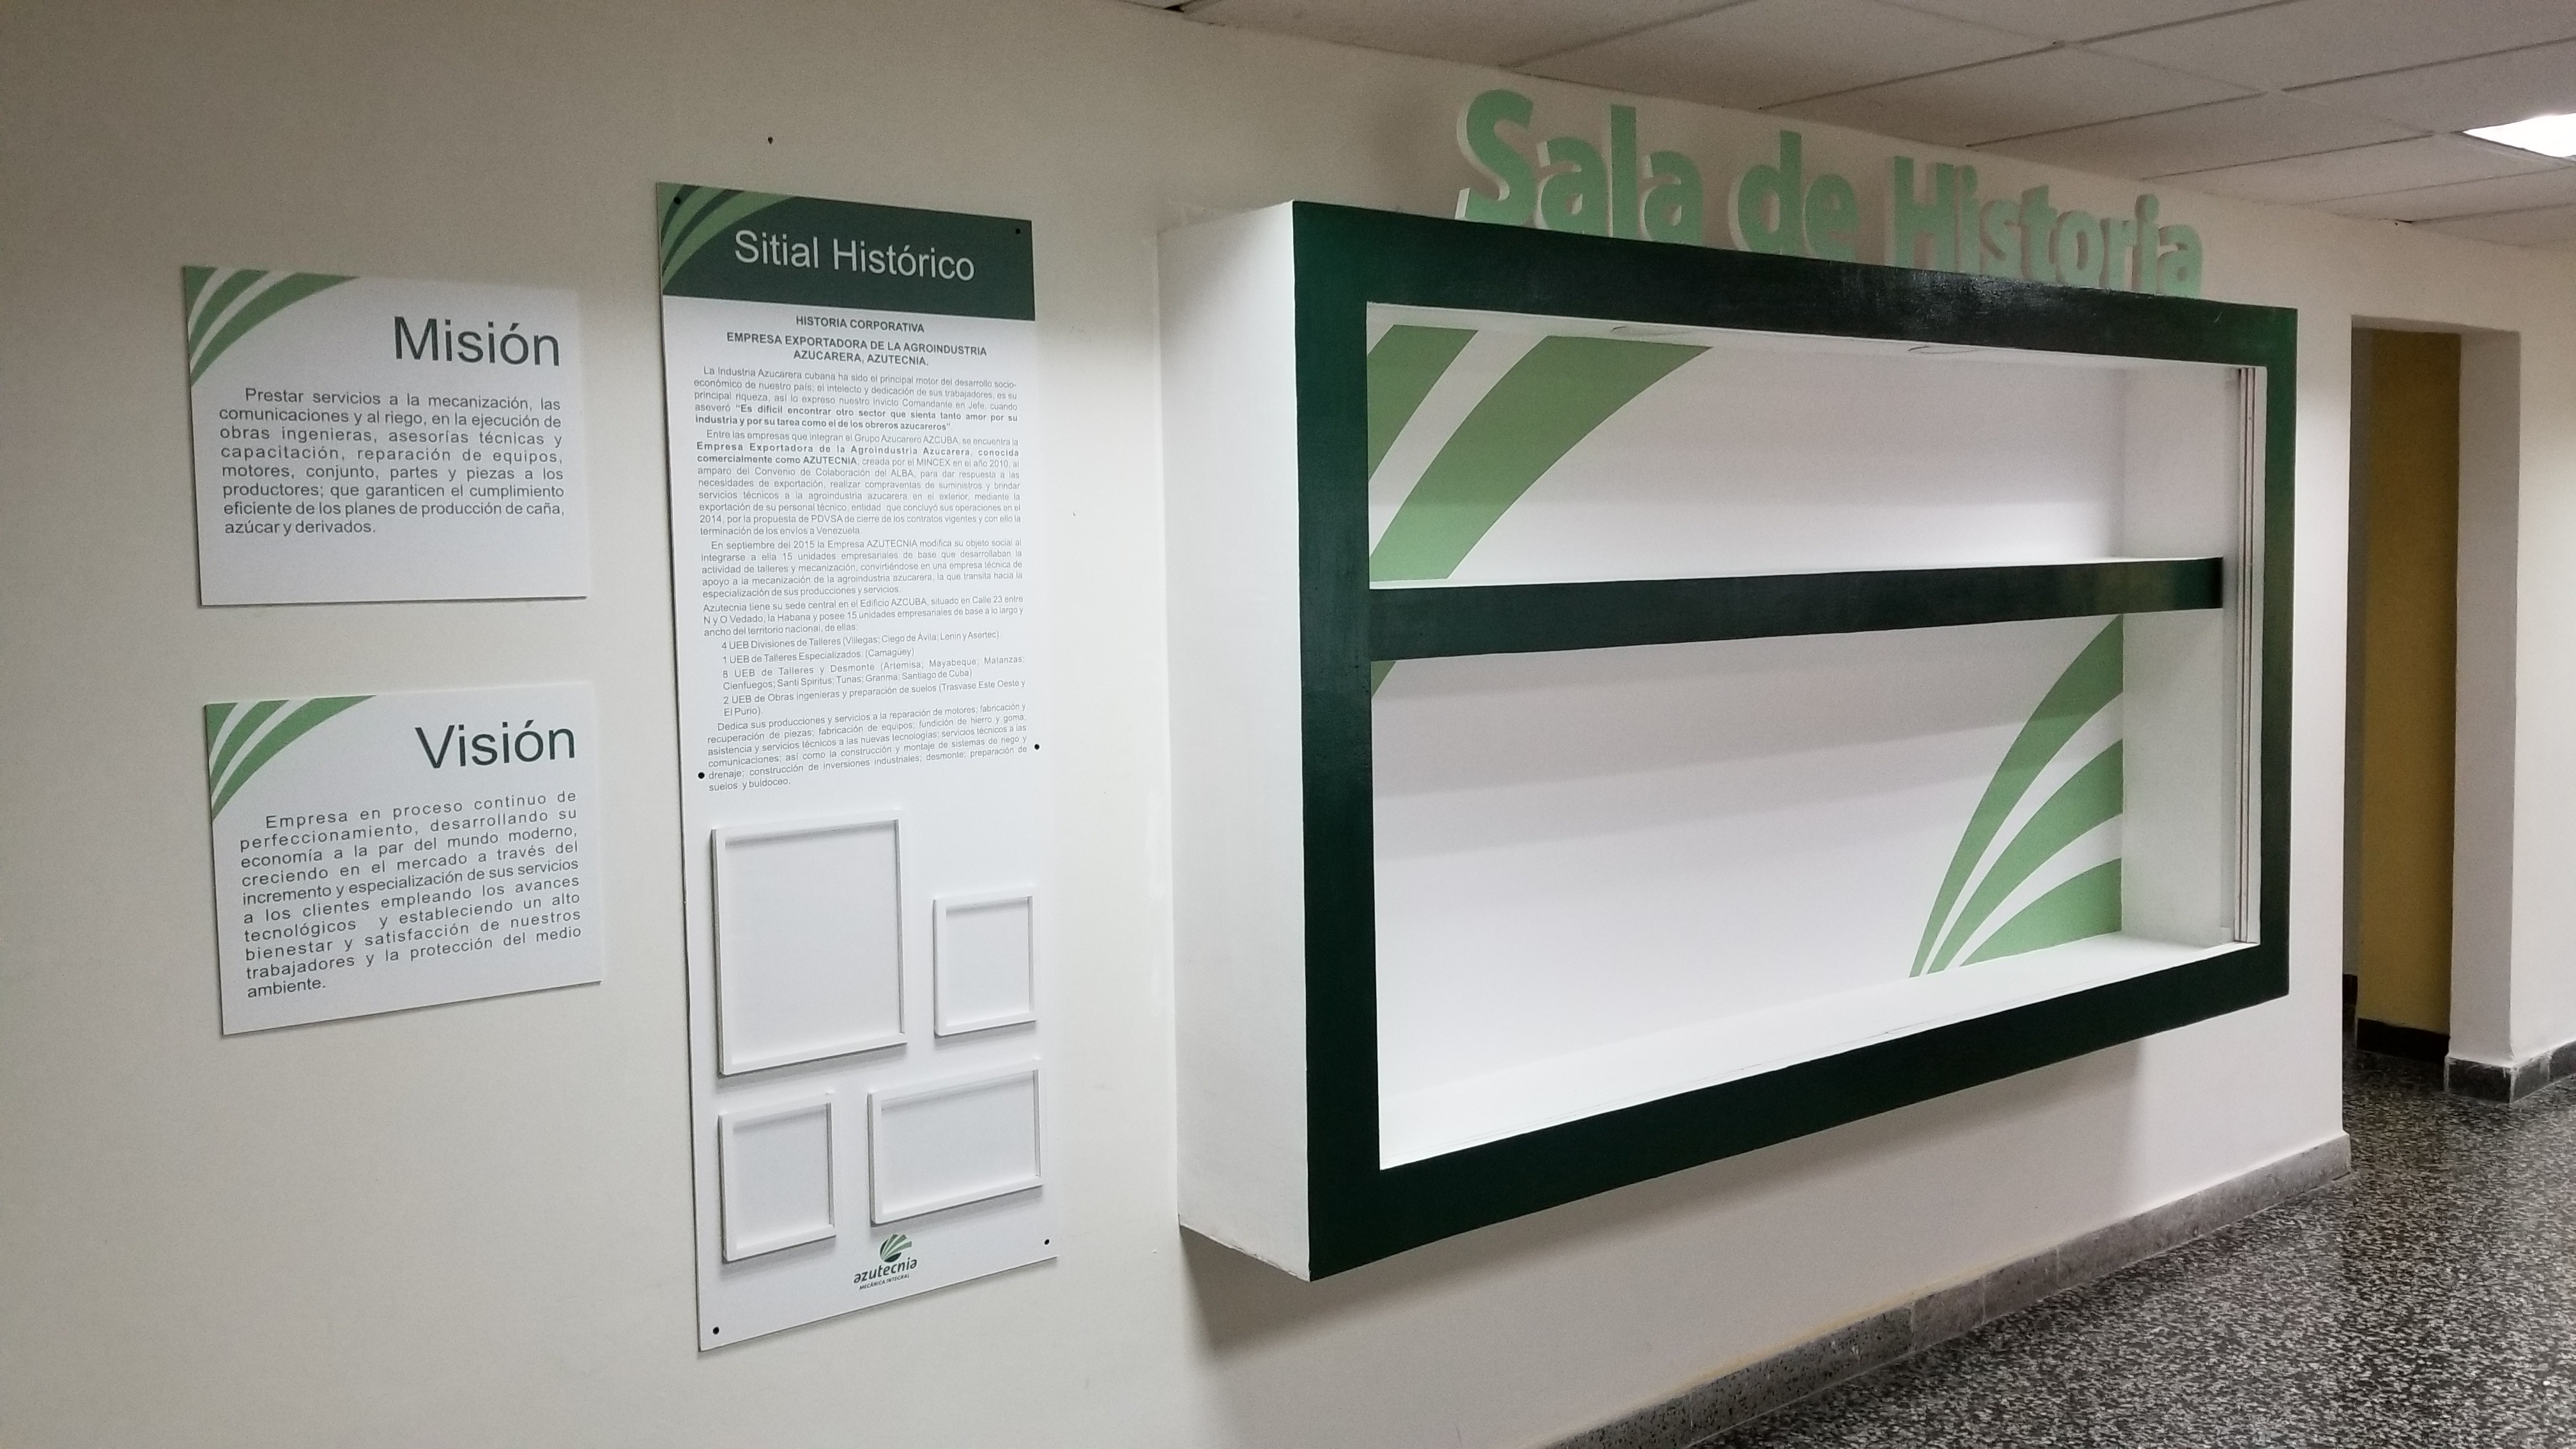 Misión
Prestar servicios a la mecanización, las
comunicaciones y al riego, en la ejecución de
obras ingenieras, asesorías técnicas y
capacitación, reparación de equipos,
motores, conjunto, partes y piezas a los
productores; que garanticen el cumplimiento
eficiente de los planes de producción de caña,
azúcar y derivados.
Visión
Empresa en proceso continuo de
perfeccionamiento, desarrollando su
economía a la par del mundo moderno,
creciendo en el mercado a través del
incremento y especialización de sus servicios
a los clientes empleando los avances
tecnológicos y estableciendo un alto
bienestar y satisfacción de nuestros
trabajadores y la protección del medio
ambiente.
Sitial Histórico
HISTORIA CORPORATIVA
EMPRESA EXPORTADORA DE LA AGROINDUSTRIA
AZUCARERA, AZUTECNIA.
La Industria Azucarera cubana ha sido el principal motor del desarrollo socio-
económico de nuestro país; el intelecto y dedicación de sus trabajadores, es su
principal riqueza, así lo expreso nuestro Invicto Comandante en Jefe, cuando
aseveró "Es difícil encontrar otro sector que sienta tanto amor por su
industria y por su tarea como el de los obreros azucareros".
Entre las empresas que integran el Grupo Azucarero AZCUBA, se encuentra la
Empresa Exportadora de la Agroindustria Azucarera, conocida
comercialmente como AZUTECNIA, creada por el MINCEX en el año 2010, al
amparo del Convenio de Colaboración del ALBA, para dar respuesta a las
necesidades de exportación, realizar compraventas de suministros y brindar
servicios técnicos a la agroindustria azucarera en el exterior, mediante la
exportación de su personal técnico, entidad que concluyó sus operaciones en el
2014, por la propuesta de PDVSA de cierre de los contratos vigentes y con ello la
terminación de los envíos a Venezuela.
En septiembre del 2015 la Empresa AZUTECNIA modifica su objeto social al
integrarse a ella 15 unidades empresariales de base que desarrollaban la
actividad de talleres y mecanización, convirtiéndose en una empresa técnica de
apoyo a la mecanización de la agroindustria azucarera, la que transita hacia la
especialización de sus producciones y servicios.
Azutecnia tiene su sede central en el Edificio AZCUBA, situado en Calle 23 entre
N y O Vedado, la Habana y posee 15 unidades empresariales de base a lo largo y
ancho del territorio nacional, de ellas:
4 UEB Divisiones de Talleres (Villegas; Ciego de Ávila; Lenin y Asertec)
1 UEB de Talleres Especializados. (Camagüey)
8 UEB de Talleres y Desmonte (Artemisa; Mayabeque; Matanzas;
Cienfuegos; Santi Spiritus; Tunas; Granma; Santiago de Cuba)
2 UEB de Obras Ingenieras y preparación de suelos (Trasvase Este Oeste y
El Purio).
Dedica sus producciones y servicios a la reparación de motores; fabricación y
recuperación de piezas; fabricación de equipos; fundición de hierro y goma;
asistencia y servicios técnicos a las nuevas tecnologías; servicios técnicos a las
comunicaciones; así como la construcción y montaje de sistemas de riego y
drenaje; construcción de inversiones industriales; desmonte; preparación de
suelos y buldoceo.
azutecnia
MECÁNICA INTEGRAL
Sala de Historia